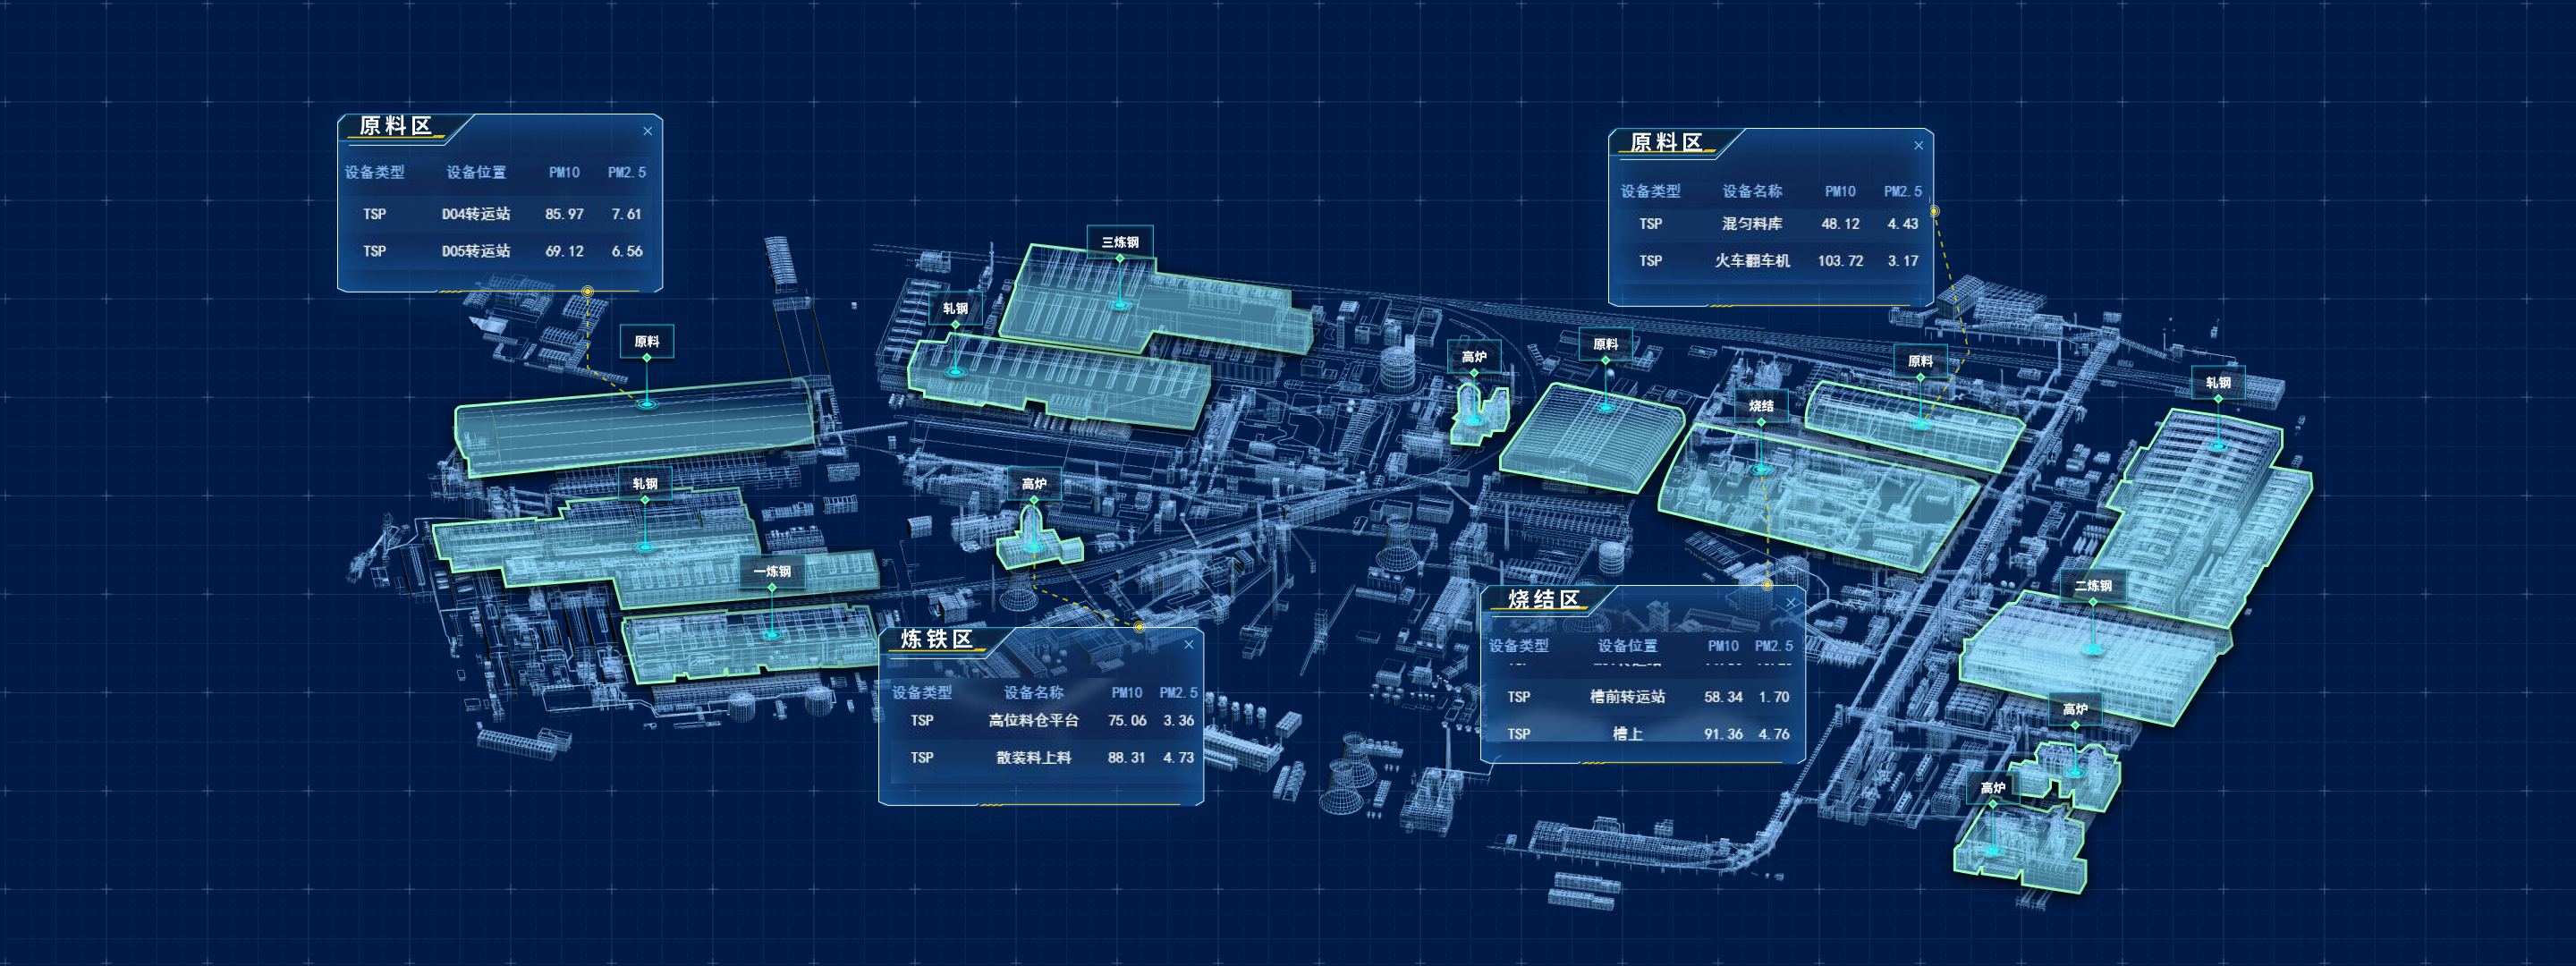 原料区
设备类型 设备位置 PM10 PM2.5
TSP D04转运站 85.97 7.61
TSP D05转运站 69.12 6.56
原料区
设备类型 设备名称 PM10 PM2.5
TSP 混匀料库 48.12 4.43
TSP 火车翻车机 103.72 3.17
三炼钢
轧钢
原料
高炉
原料
原料
轧钢
烧结
轧钢
高炉
一炼钢
二炼钢
炼铁区
设备类型 设备名称 PM10 PM2.5
TSP 高位料仓平台 75.06 3.36
TSP 散装料上料 88.31 4.73
烧结区
设备类型 设备位置 PM10 PM2.5
TSP 槽前转运站 58.34 1.70
TSP 槽上 91.36 4.76
高炉
高炉